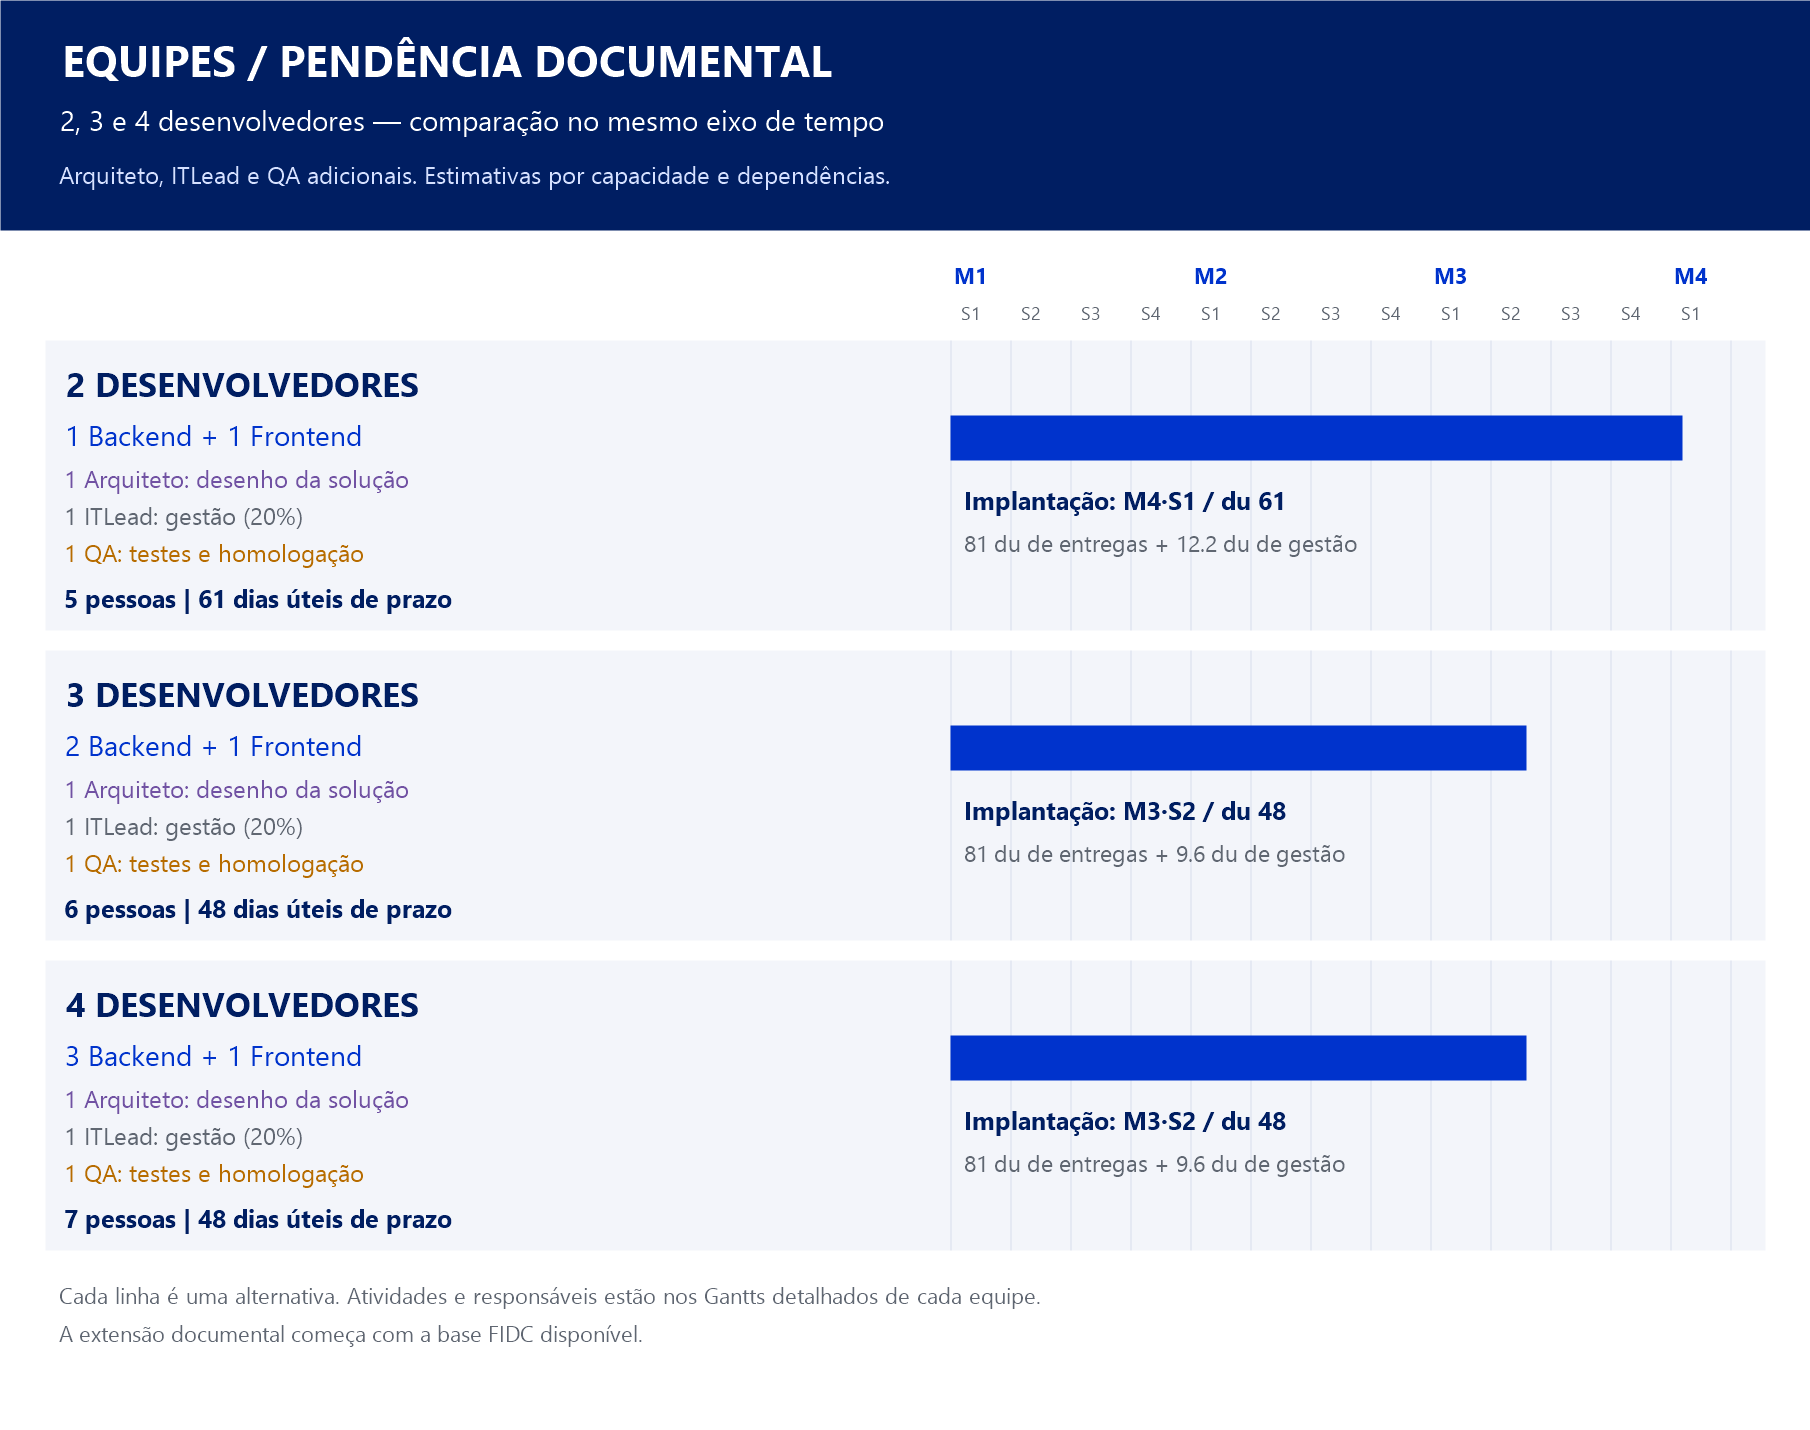 EQUIPES / PENDÊNCIA DOCUMENTAL
2, 3 e 4 desenvolvedores — comparação no mesmo eixo de tempo
Arquiteto, ITLead e QA adicionais. Estimativas por capacidade e dependências.
M1 M2 M3 M4
S1 S2 S3 S4 S1 S2 S3 S4 S1 S2 S3 S4 S1
2 DESENVOLVEDORES
1 Backend + 1 Frontend
1 Arquiteto: desenho da solução
1 ITLead: gestão (20%)
1 QA: testes e homologação
5 pessoas | 61 dias úteis de prazo
Implantação: M4·S1 / du 61
81 du de entregas + 12.2 du de gestão
3 DESENVOLVEDORES
2 Backend + 1 Frontend
1 Arquiteto: desenho da solução
1 ITLead: gestão (20%)
1 QA: testes e homologação
6 pessoas | 48 dias úteis de prazo
Implantação: M3·S2 / du 48
81 du de entregas + 9.6 du de gestão
4 DESENVOLVEDORES
3 Backend + 1 Frontend
1 Arquiteto: desenho da solução
1 ITLead: gestão (20%)
1 QA: testes e homologação
7 pessoas | 48 dias úteis de prazo
Implantação: M3·S2 / du 48
81 du de entregas + 9.6 du de gestão
Cada linha é uma alternativa. Atividades e responsáveis estão nos Gantts detalhados de cada equipe.
A extensão documental começa com a base FIDC disponível.